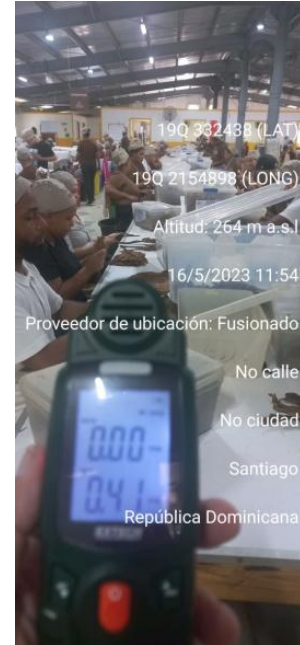 19Q 332438 (LAT)
19Q 2154898 (LONG)
Altitud: 264 m a.s.l
16/5/2023 11:54
Proveedor de ubicación: Fusionado
No calle
No ciudad
Santiago
República Dominicana
0.00
0.41
EXTECH